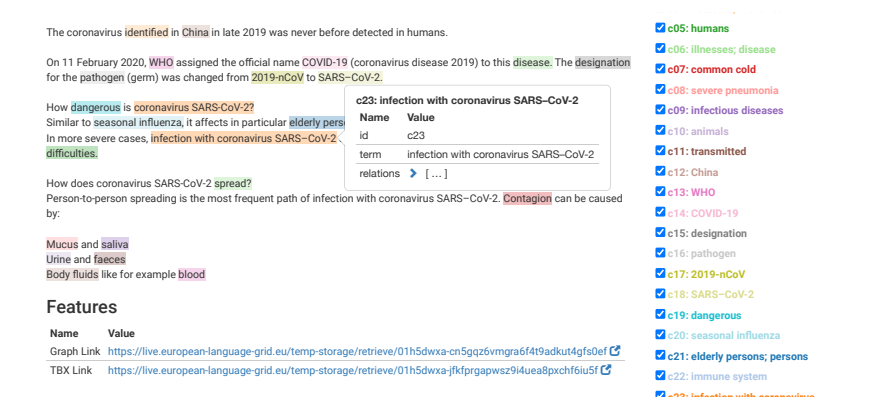 The coronavirus identified in China in late 2019 was never before detected in humans.
On 11 February 2020, WHO assigned the official name COVID-19 (coronavirus disease 2019) to this disease. The designation
for the pathogen (germ) was changed from 2019-nCoV to SARS–CoV-2.
How dangerous is coronavirus SARS-CoV-2?
Similar to seasonal influenza, it affects in particular elderly
In more severe cases, infection with coronavirus SARS–CoV-2
difficulties.
c23: infection with coronavirus SARS–CoV-2
Name Value
id c23
term infection with coronavirus SARS–CoV-2
relations [ ... ]
How does coronavirus SARS-CoV-2 spread?
Person-to-person spreading is the most frequent path of infection with coronavirus SARS–CoV-2. Contagion can be caused
by:
Mucus and saliva
Urine and faeces
Body fluids like for example blood
Features
Name Value
Graph Link https://live.european-language-grid.eu/temp-storage/retrieve/01h5dwxa-cn5gqz6vmgra6f4t9adkut4gfs0ef
TBX Link https://live.european-language-grid.eu/temp-storage/retrieve/01h5dwxa-jfkfprgapwsz9i4uea8pxchf6iu5f
c05: humans
c06: illnesses; disease
c07: common cold
c08: severe pneumonia
c09: infectious diseases
c10: animals
c11: transmitted
c12: China
c13: WHO
c14: COVID-19
c15: designation
c16: pathogen
c17: 2019-nCoV
c18: SARS–CoV-2
c19: dangerous
c20: seasonal influenza
c21: elderly persons; persons
c22: immune system
c23: infection with coronavirus